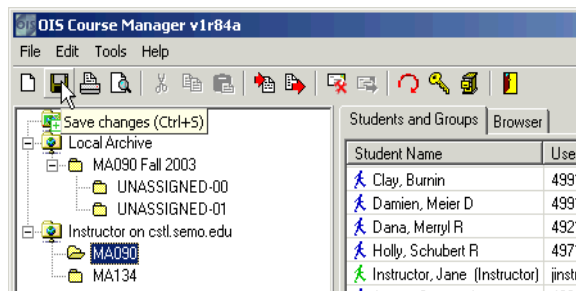 OIS Course Manager v1r84a
File Edit Tools Help
Save changes (Ctrl+S)
Local Archive
MA090 Fall 2003
UNASSIGNED-00
UNASSIGNED-01
Instructor on cstl.semo.edu
MA090
MA134
Students and Groups Browser
Student Name Use
Clay, Burnin 499
Damien, Meier D 499
Dana, Merryl R 492
Holly, Schubert R 497
Instructor, Jane (Instructor) jinst